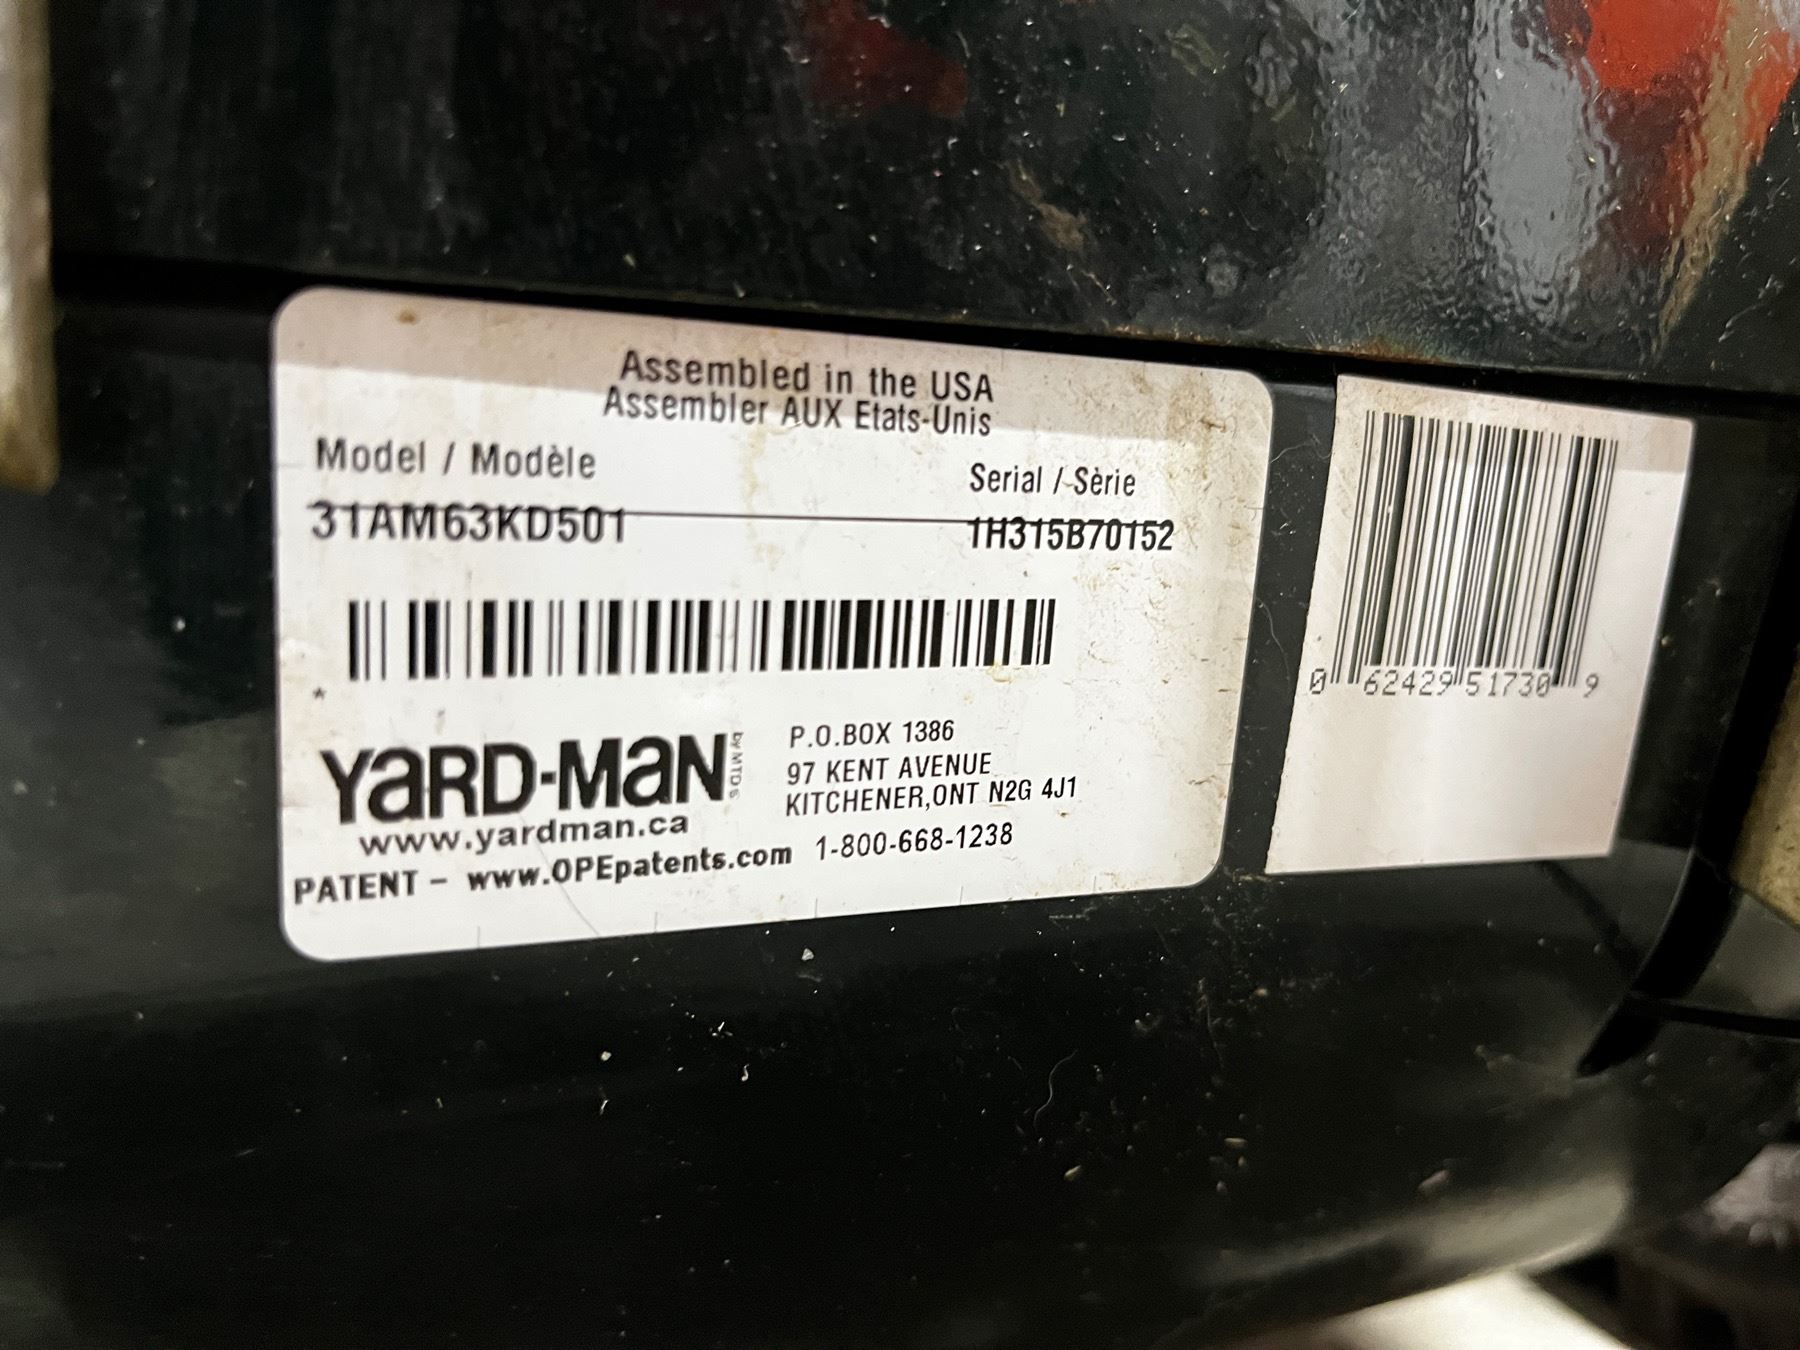 Assembled in the USA
Assembler AUX Etats-Unis
Model / Modèle
Serial / Sèrie
31AM63KD501
1H315B70152
*
YaRD-MaN by MTD
www.yardman.ca
PATENT – www.OPEpatents.com
P.O.BOX 1386
97 KENT AVENUE
KITCHENER,ONT N2G 4J1
1-800-668-1238
0 62429 51730 9